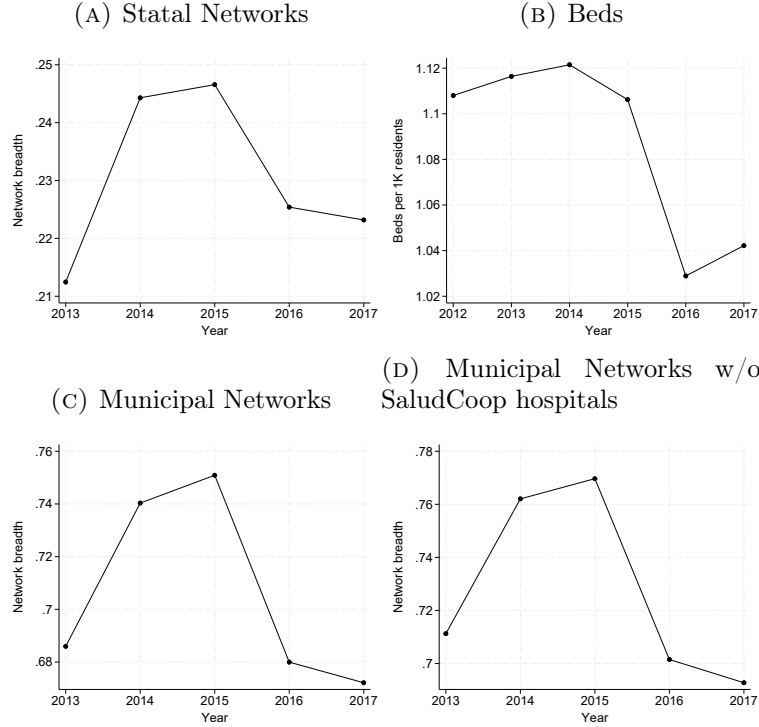 (A) Statal Networks
.25
.24
.23
.22
.21
Network breadth
2013 2014 2015 2016 2017
Year
(B) Beds
1.12
1.1
1.08
1.06
1.04
1.02
Beds per 1K residents
2012 2013 2014 2015 2016 2017
Year
(C) Municipal Networks
.76
.74
.72
.7
.68
Network breadth
2013 2014 2015 2016 2017
Year
(D) Municipal Networks w/o
SaludCoop hospitals
.78
.76
.74
.72
.7
Network breadth
2013 2014 2015 2016 2017
Year